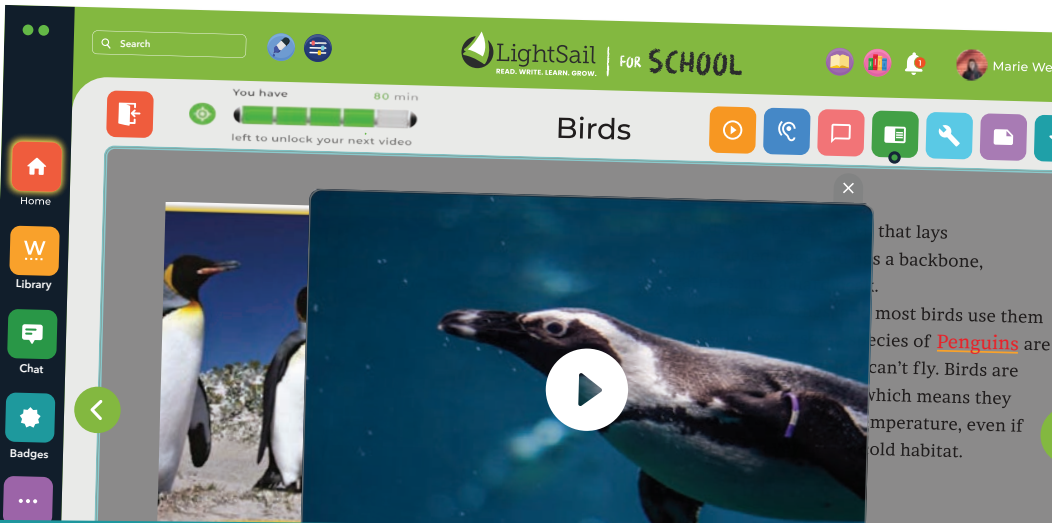 Search
LightSail
READ. WRITE. LEARN. GROW.
FOR SCHOOL
1
Marie We
You have
80 min
left to unlock your next video
Birds
Home
W
Library
Chat
Badges
that lays
s a backbone,
.
most birds use them
ecies of Penguins are
can't fly. Birds are
which means they
mperature, even if
old habitat.